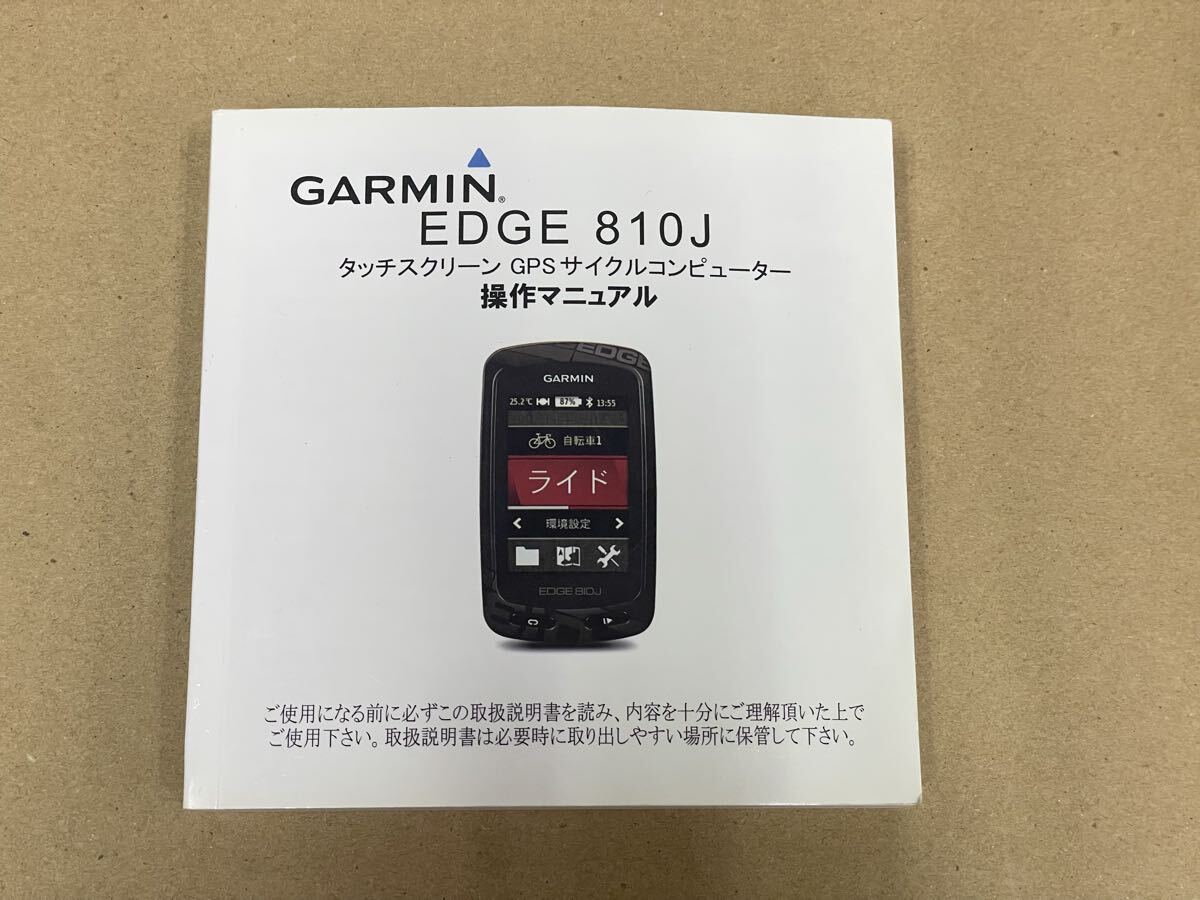 GARMIN®
EDGE 810J
タッチスクリーン GPSサイクルコンピューター
操作マニュアル
EDGE
GARMIN
25.2℃ 87% 13:55
自転車1
ライド
環境設定
EDGE 810J
ご使用になる前に必ずこの取扱説明書を読み、内容を十分にご理解頂いた上で
ご使用下さい。取扱説明書は必要時に取り出しやすい場所に保管して下さい。